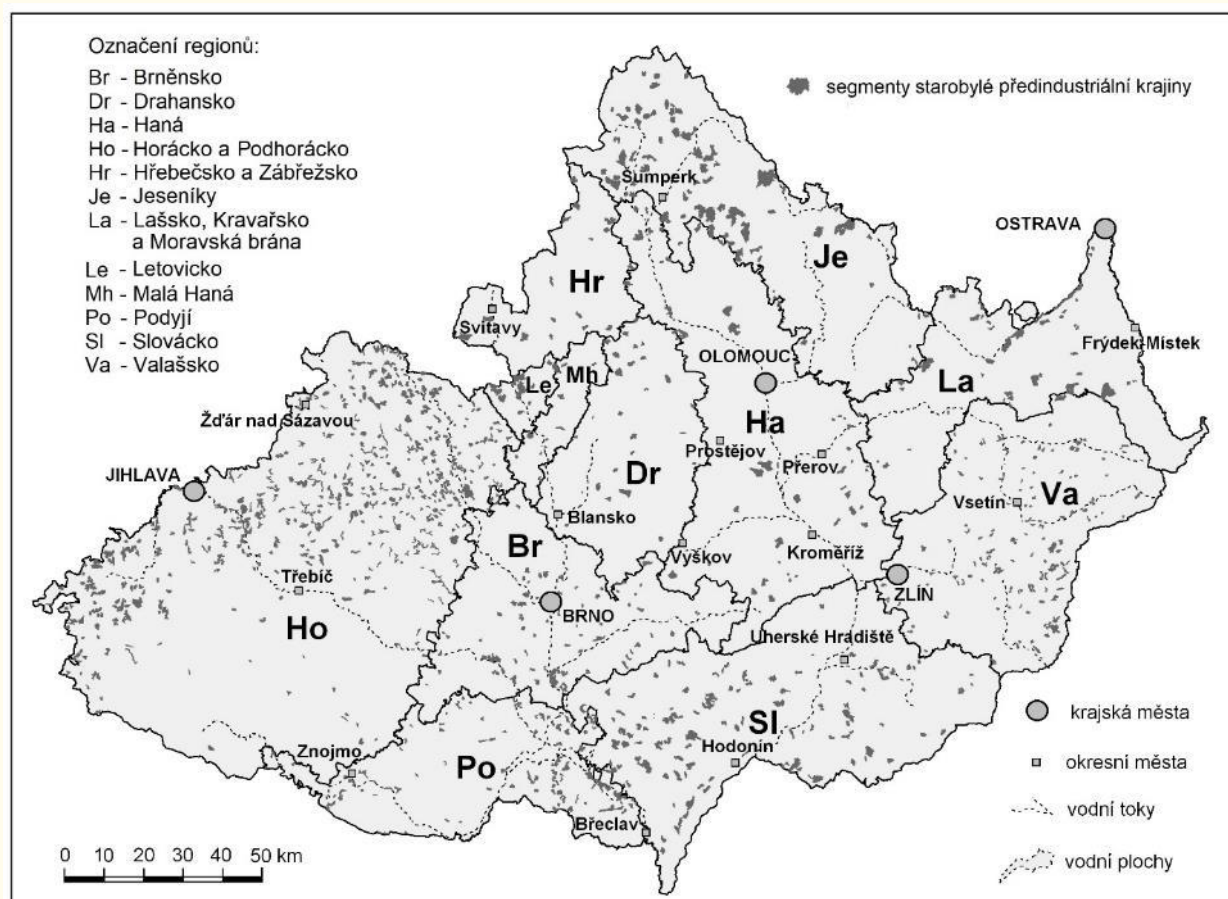 Označení regionů:
Br - Brněnsko
Dr - Drahansko
Ha - Haná
Ho - Horácko a Podhorácko
Hr - Hřebečsko a Zábřežsko
Je - Jeseníky
La - Lašsko, Kravařsko
a Moravská brána
Le - Letovicko
Mh - Malá Haná
Po - Podyjí
Sl - Slovácko
Va - Valašsko
segmenty starobylé předindustriální krajiny
Šumperk
OSTRAVA
Je
Hr
Svitavy
Frýdek-Místek
OLOMOUC
Mh
Le
La
Žďár nad Sázavou
Ha
Prostějov
Přerov
JIHLAVA
Dr
Va
Vsetín
Blansko
Br
Vyškov
Kroměříž
Třebíč
ZLÍN
BRNO
Ho
Uherské Hradiště
Sl
krajská města
Hodonín
Znojmo
Po
okresní města
vodní toky
Břeclav
0 10 20 30 40 50 km
vodní plochy